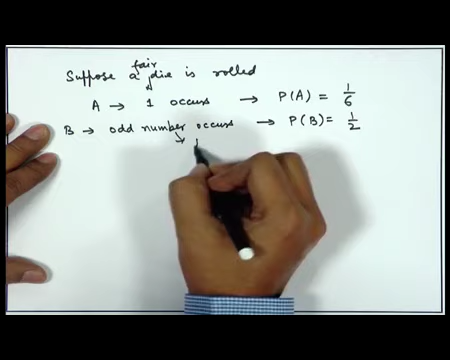 fair
Suppose a die is rolled
A → 1 occurs → P(A) = 1/6
B → odd number occurs → P(B) = 1/2